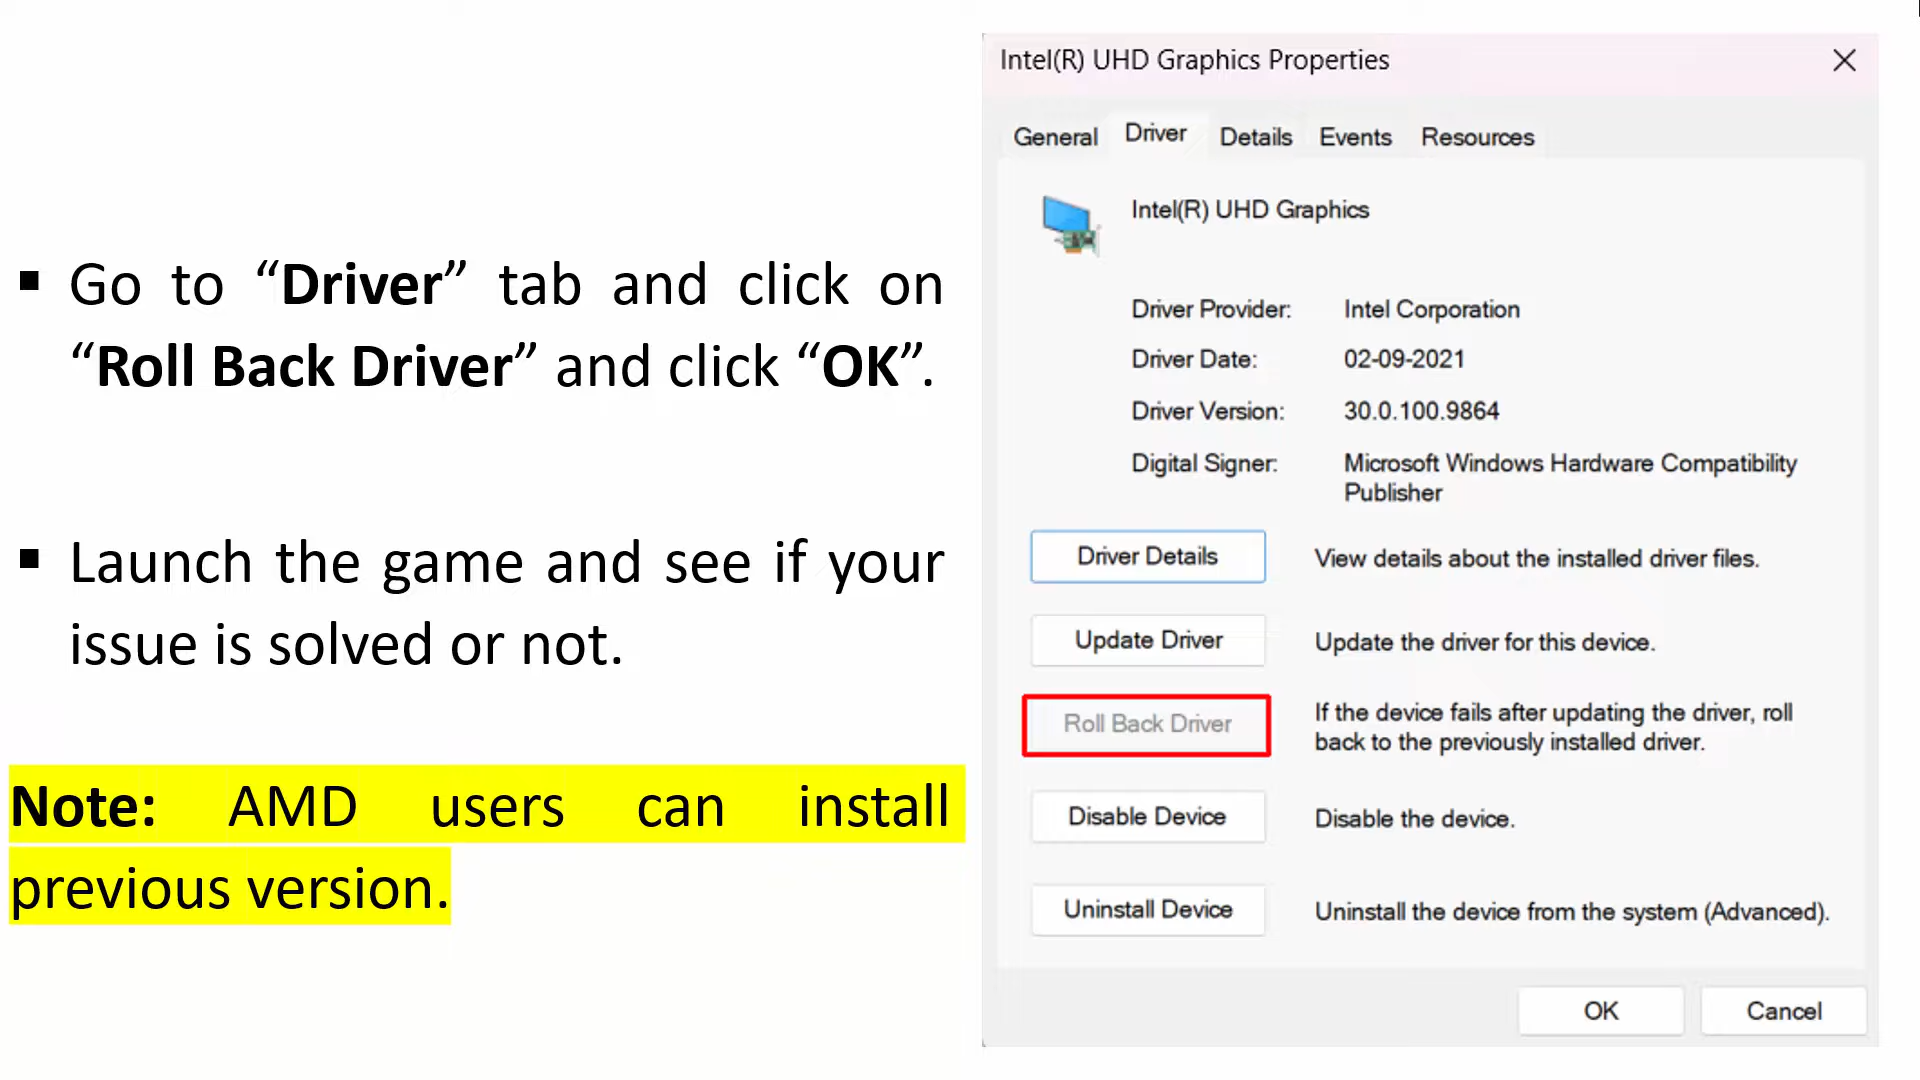 ▪ Go to “Driver” tab and click on
“Roll Back Driver” and click “OK”.
▪ Launch the game and see if your
issue is solved or not.
Note: AMD users can install
previous version.
Intel(R) UHD Graphics Properties
General Driver Details Events Resources
Intel(R) UHD Graphics
Driver Provider: Intel Corporation
Driver Date: 02-09-2021
Driver Version: 30.0.100.9864
Digital Signer: Microsoft Windows Hardware Compatibility
Publisher
Driver Details View details about the installed driver files.
Update Driver Update the driver for this device.
Roll Back Driver If the device fails after updating the driver, roll
back to the previously installed driver.
Disable Device Disable the device.
Uninstall Device Uninstall the device from the system (Advanced).
OK Cancel